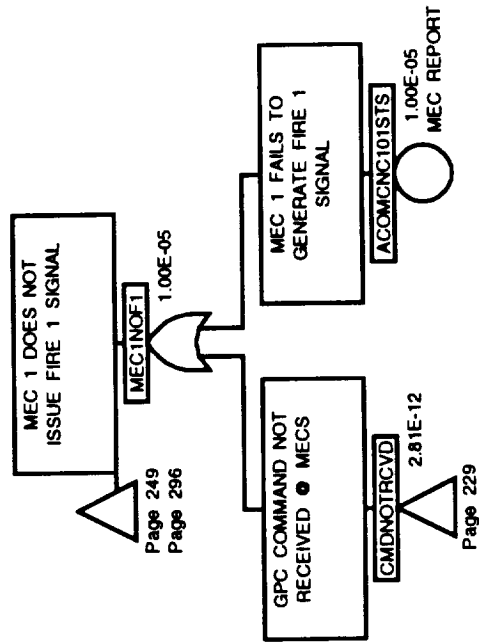 MEC 1 DOES NOT
ISSUE FIRE 1 SIGNAL
MEC1NOF1
1.00E-05
Page 249
Page 296
GPC COMMAND NOT
RECEIVED @ MECS
CMDNOTRCVD
2.81E-12
Page 229
MEC 1 FAILS TO
GENERATE FIRE 1
SIGNAL
ACOMCNC101STS
1.00E-05
MEC REPORT